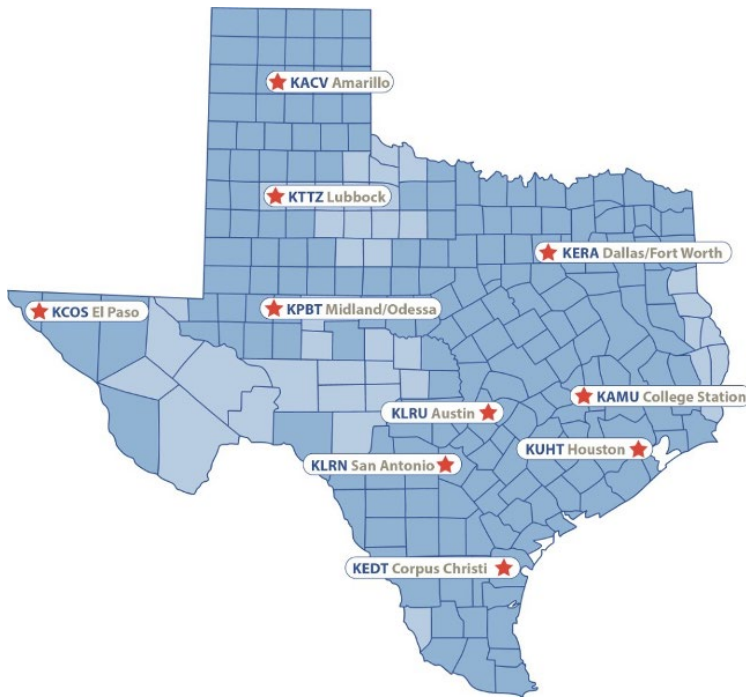 KACV Amarillo
KTTZ Lubbock
KERA Dallas/Fort Worth
KCOS El Paso
KPBT Midland/Odessa
KAMU College Station
KLRU Austin
KUHT Houston
KLRN San Antonio
KEDT Corpus Christi